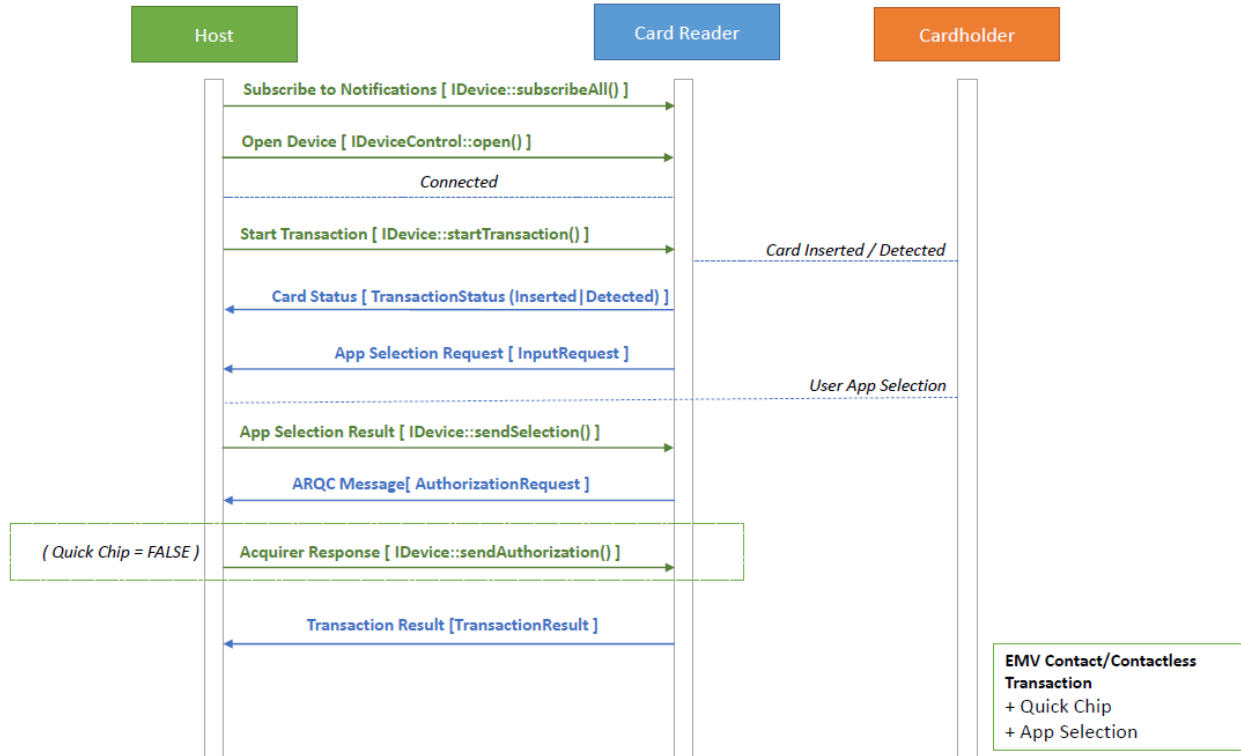 Host
Card Reader
Cardholder
Subscribe to Notifications [ IDevice::subscribeAll() ]
Open Device [ IDeviceControl::open() ]
Connected
Start Transaction [ IDevice::startTransaction() ]
Card Inserted / Detected
Card Status [ TransactionStatus (Inserted|Detected) ]
App Selection Request [ InputRequest ]
User App Selection
App Selection Result [ IDevice::sendSelection() ]
ARQC Message[ AuthorizationRequest ]
( Quick Chip = FALSE )
Acquirer Response [ IDevice::sendAuthorization() ]
Transaction Result [TransactionResult ]
EMV Contact/Contactless
Transaction
+ Quick Chip
+ App Selection